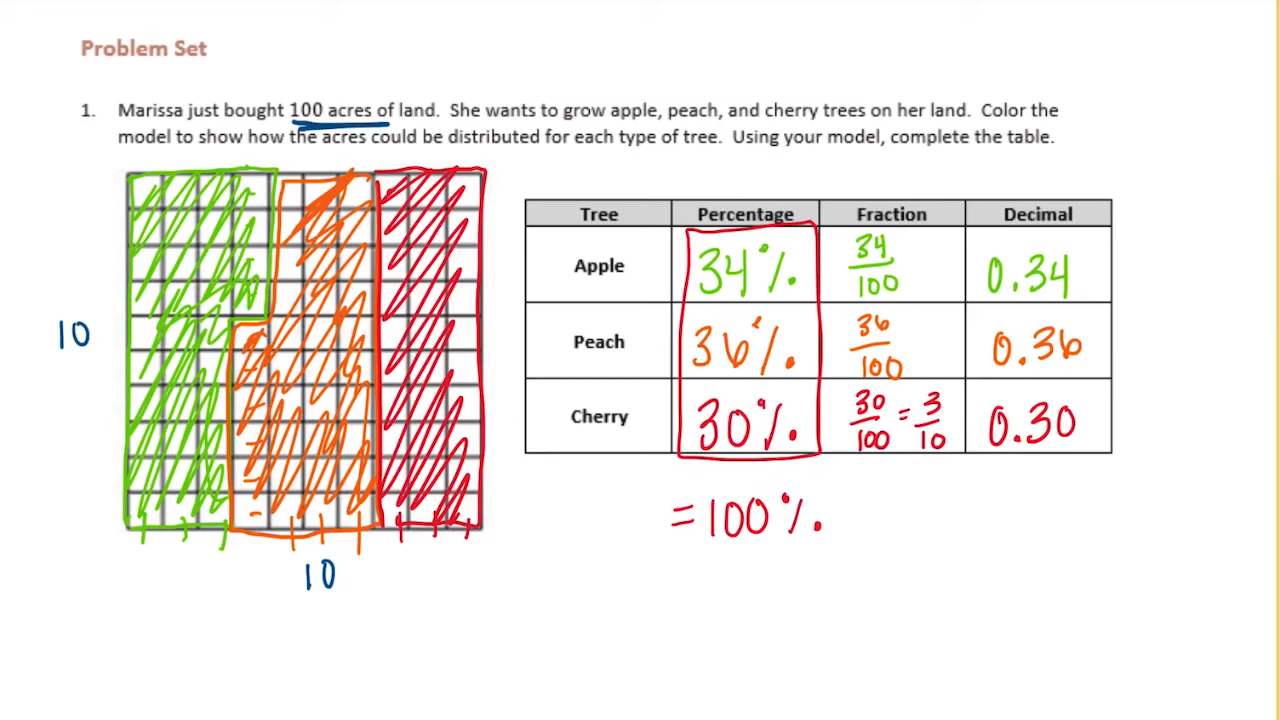 Problem Set
1. Marissa just bought 100 acres of land. She wants to grow apple, peach, and cherry trees on her land. Color the
model to show how the acres could be distributed for each type of tree. Using your model, complete the table.
10
10
Tree Percentage Fraction Decimal
Apple 34% 34/100 0.34
Peach 36% 36/100 0.36
Cherry 30% 30/100 = 3/10 0.30
= 100%